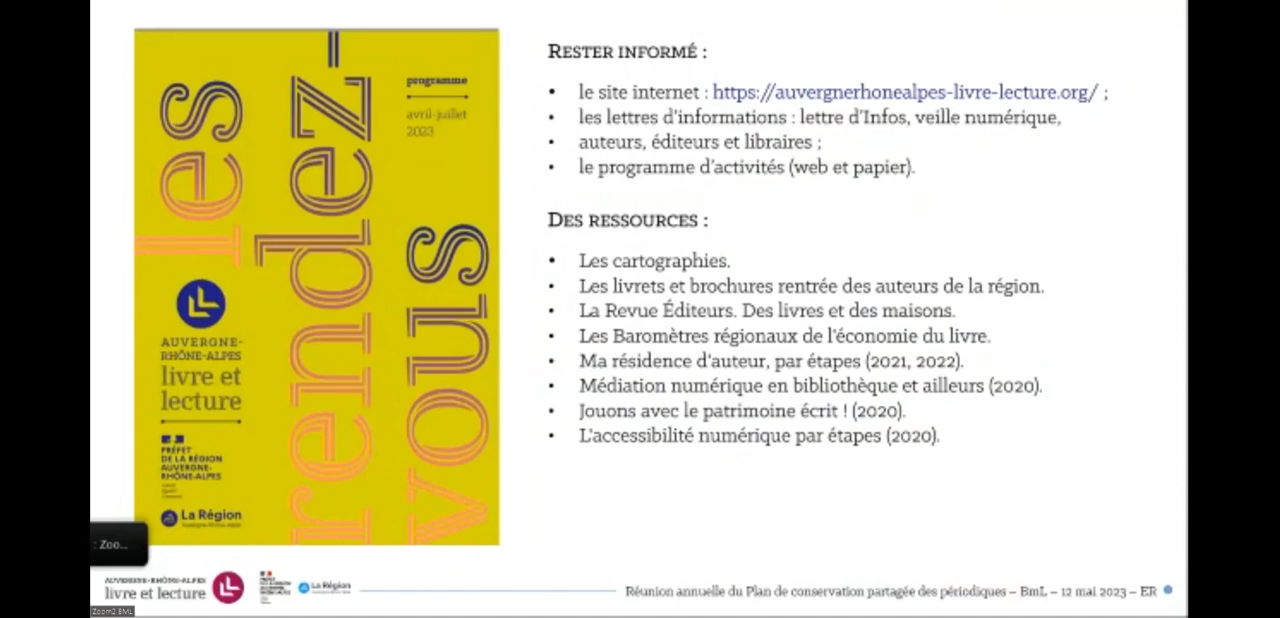 les
rendez-
vous
programme
avril-juillet
2023
AUVERGNE-
RHÔNE-ALPES
livre et
lecture
PRÉFET
DE LA RÉGION
AUVERGNE-
RHÔNE-ALPES
La Région
Auvergne-Rhône-Alpes
RESTER INFORMÉ :
• le site internet : https://auvergnerhonealpes-livre-lecture.org/ ;
• les lettres d'informations : lettre d'Infos, veille numérique,
• auteurs, éditeurs et libraires ;
• le programme d'activités (web et papier).
DES RESSOURCES :
• Les cartographies.
• Les livrets et brochures rentrée des auteurs de la région.
• La Revue Éditeurs. Des livres et des maisons.
• Les Baromètres régionaux de l'économie du livre.
• Ma résidence d'auteur, par étapes (2021, 2022).
• Médiation numérique en bibliothèque et ailleurs (2020).
• Jouons avec le patrimoine écrit ! (2020).
• L'accessibilité numérique par étapes (2020).
: Zoo...
AUVERGNE-RHÔNE-ALPES
livre et lecture
La Région
Réunion annuelle du Plan de conservation partagée des périodiques – BmL – 12 mai 2023 – ER
Zoom2 BML